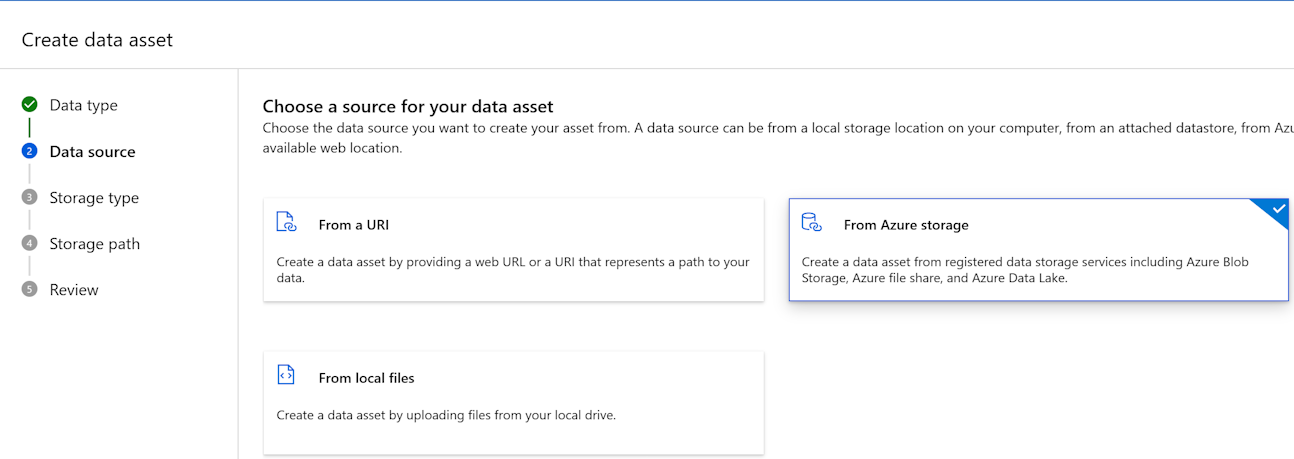 Create data asset
Data type
2 Data source
3 Storage type
4 Storage path
5 Review
Choose a source for your data asset
Choose the data source you want to create your asset from. A data source can be from a local storage location on your computer, from an attached datastore, from Azu
available web location.
From a URI
Create a data asset by providing a web URL or a URI that represents a path to your
data.
From Azure storage
Create a data asset from registered data storage services including Azure Blob
Storage, Azure file share, and Azure Data Lake.
From local files
Create a data asset by uploading files from your local drive.